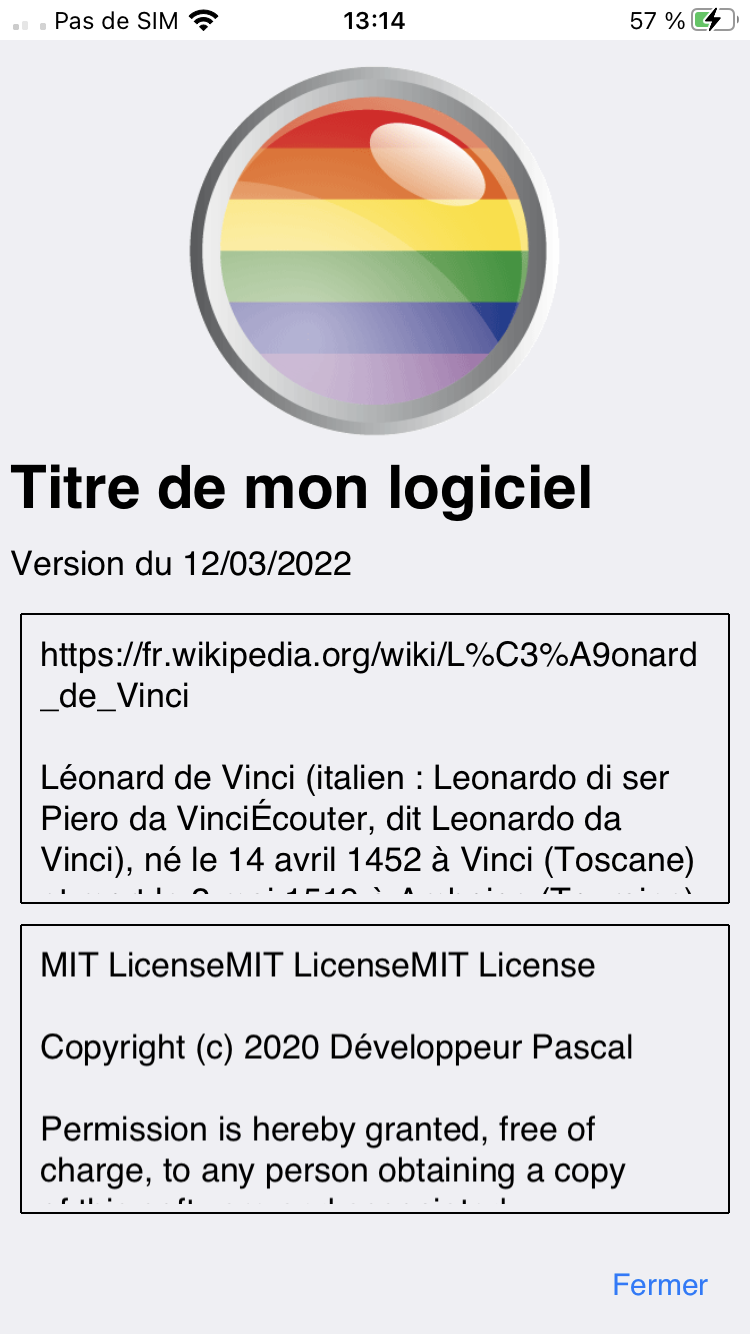 Pas de SIM 13:14 57 %
Titre de mon logiciel
Version du 12/03/2022
https://fr.wikipedia.org/wiki/L%C3%A9onard
_de_Vinci
Léonard de Vinci (italien : Leonardo di ser
Piero da VinciÉcouter, dit Leonardo da
Vinci), né le 14 avril 1452 à Vinci (Toscane)
MIT LicenseMIT LicenseMIT License
Copyright (c) 2020 Développeur Pascal
Permission is hereby granted, free of
charge, to any person obtaining a copy
Fermer